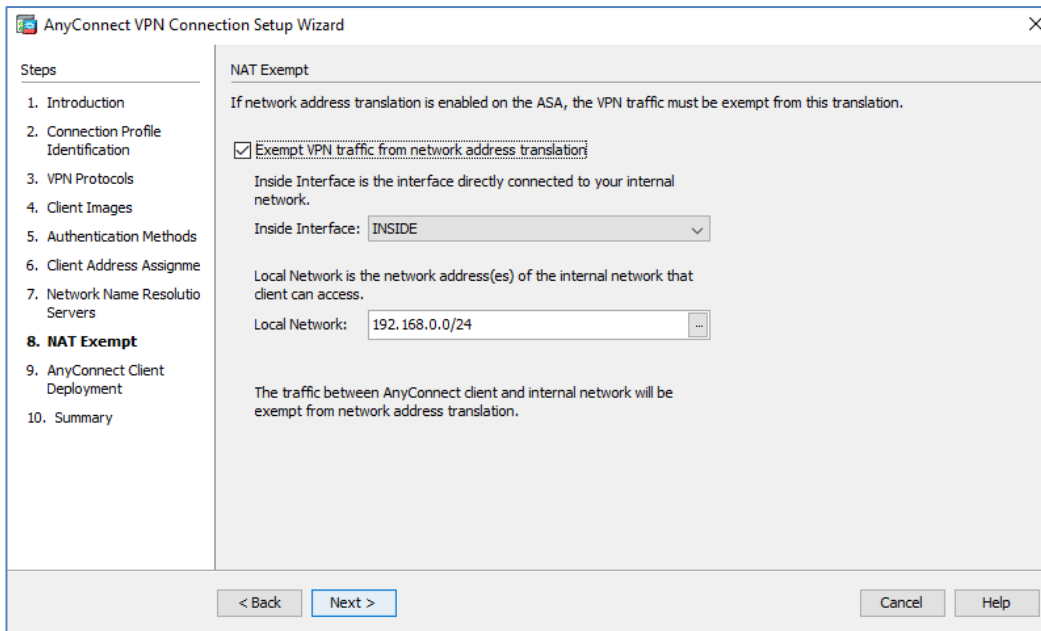 AnyConnect VPN Connection Setup Wizard
Steps
1. Introduction
2. Connection Profile
Identification
3. VPN Protocols
4. Client Images
5. Authentication Methods
6. Client Address Assignme
7. Network Name Resolutio
Servers
8. NAT Exempt
9. AnyConnect Client
Deployment
10. Summary
NAT Exempt
If network address translation is enabled on the ASA, the VPN traffic must be exempt from this translation.
Exempt VPN traffic from network address translation
Inside Interface is the interface directly connected to your internal
network.
Inside Interface: INSIDE
Local Network is the network address(es) of the internal network that
client can access.
Local Network: 192.168.0.0/24 ...
The traffic between AnyConnect client and internal network will be
exempt from network address translation.
< Back Next > Cancel Help